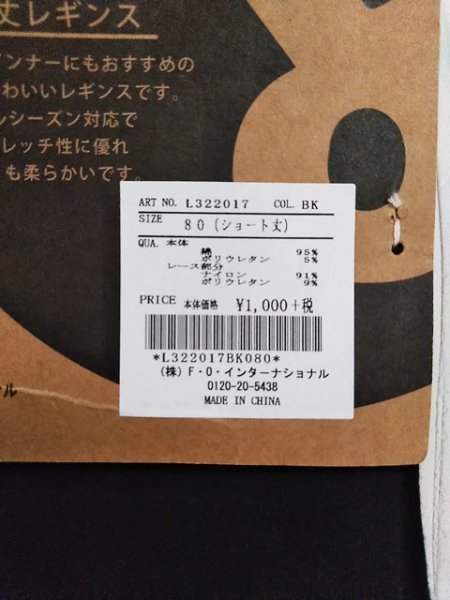 丈レギンス
ンナーにもおすすめの
わいいレギンスです。
シーズン対応で
レッチ性に優れ
も柔らかいです。
ART NO. L322017 COL. BK
SIZE 80(ショート丈)
QUA. 本体
綿 95%
ポリウレタン 5%
レース部分
ナイロン 91%
ポリウレタン 9%
PRICE 本体価格 ¥1,000+税
*L322017BK080*
(株)F・O・インターナショナル
0120-20-5438
MADE IN CHINA
ル
8